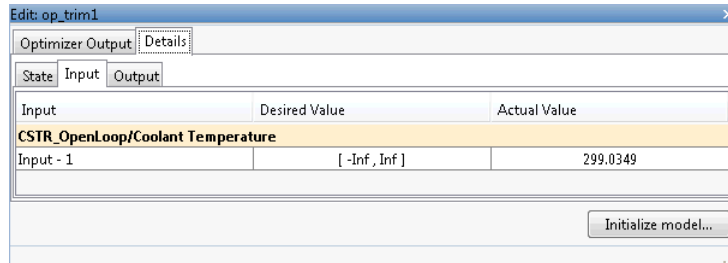 Edit: op_trim1
Optimizer Output Details
State Input Output
Input Desired Value Actual Value
CSTR_OpenLoop/Coolant Temperature
Input - 1 [ -Inf , Inf ] 299.0349
Initialize model...